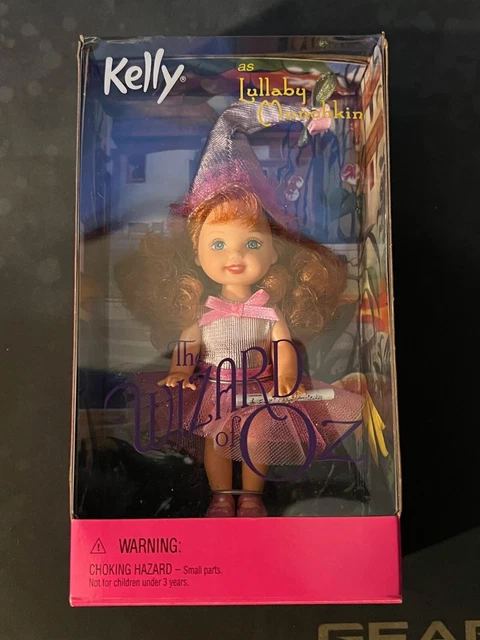 Kelly®
as
Lullaby
Munchkin
The
WIZARD
of OZ
⚠ WARNING:
CHOKING HAZARD – Small parts.
Not for children under 3 years.